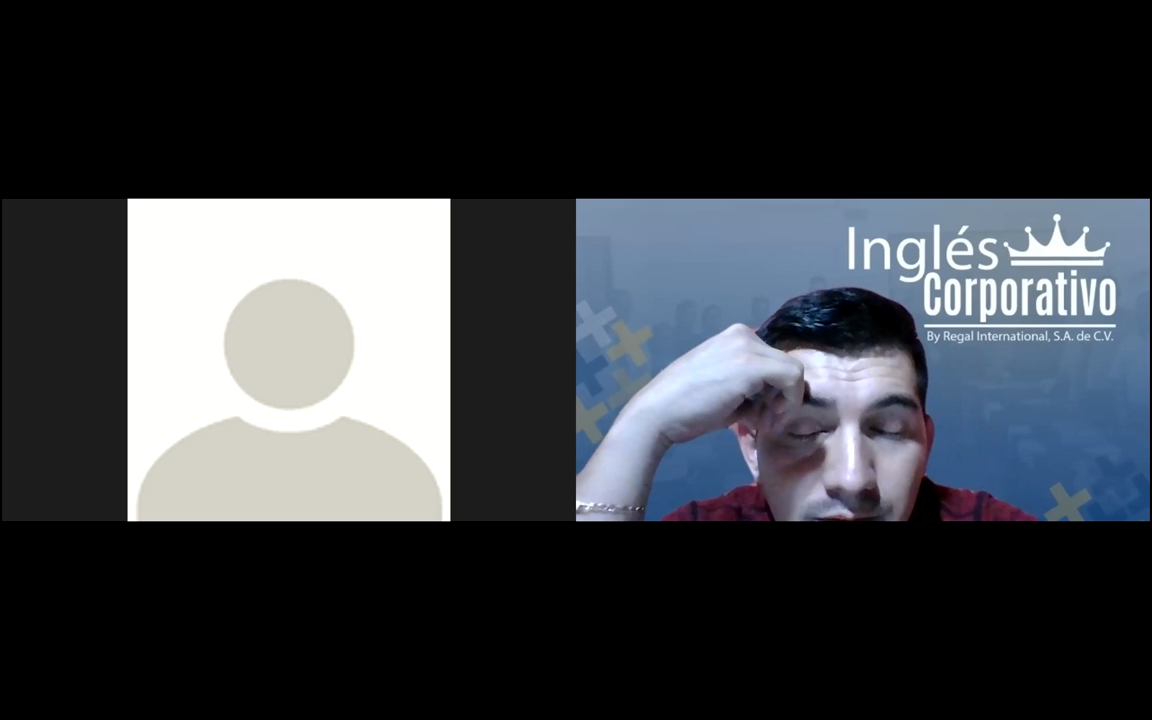 Inglés
Corporativo
By Regal International, S.A. de C.V.